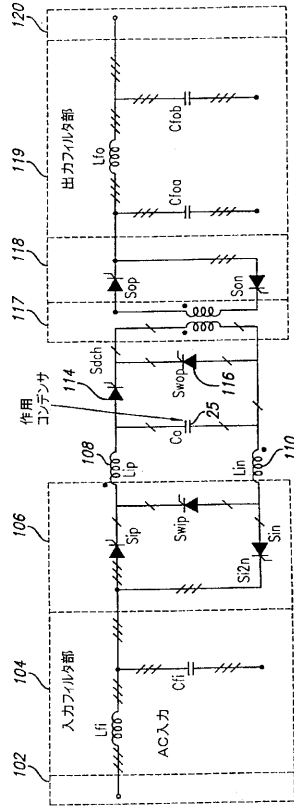 102
104
106
108
110
114
116
117
118
119
120
入力フィルタ部
AC入力
Lfi
Cfi
Sip
Swip
Si2n
Sin
Lip
Lin
作用
コンデンサ
Ca
25
Sdch
Swop
Sop
Son
出力フィルタ部
Lfo
Cfoa
Cfob